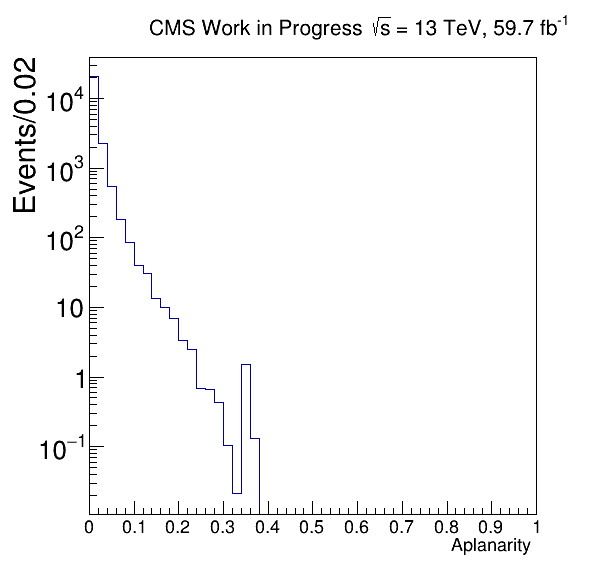 CMS Work in Progress √s = 13 TeV, 59.7 fb⁻¹
Events/0.02
10⁴
10³
10²
10
1
10⁻¹
0 0.1 0.2 0.3 0.4 0.5 0.6 0.7 0.8 0.9 1
Aplanarity